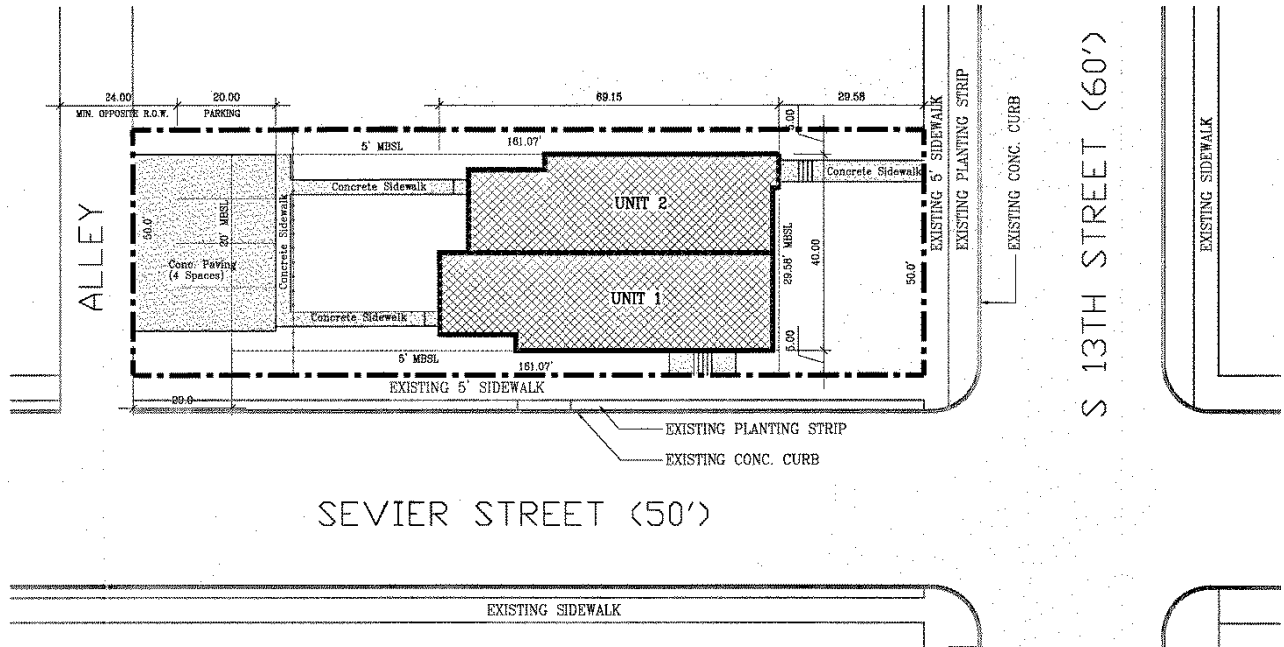 24.00
20.00
69.15
29.58
MIN. OPPOSITE R.O.W.
PARKING
5.00
5' MBSL
161.07'
Concrete Sidewalk
Concrete Sidewalk
UNIT 2
ALLEY
50.0'
20' MBSL
Concrete Sidewalk
Conc. Paving
(4 Spaces)
29.58' MBSL
40.00
50.0'
UNIT 1
Concrete Sidewalk
5' MBSL
161.07'
5.00
EXISTING 5' SIDEWALK
EXISTING 5' SIDEWALK
EXISTING PLANTING STRIP
EXISTING CONC. CURB
S 13TH STREET (60')
EXISTING SIDEWALK
EXISTING PLANTING STRIP
EXISTING CONC. CURB
SEVIER STREET (50')
EXISTING SIDEWALK